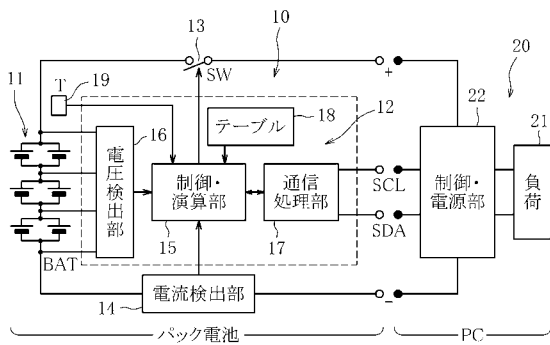 13
10
SW
+
20
11
T
19
16
テーブル
18
12
22
21
電圧検出部
制御・演算部
15
通信処理部
17
SCL
SDA
制御・電源部
負荷
BAT
電流検出部
14
-
パック電池
PC